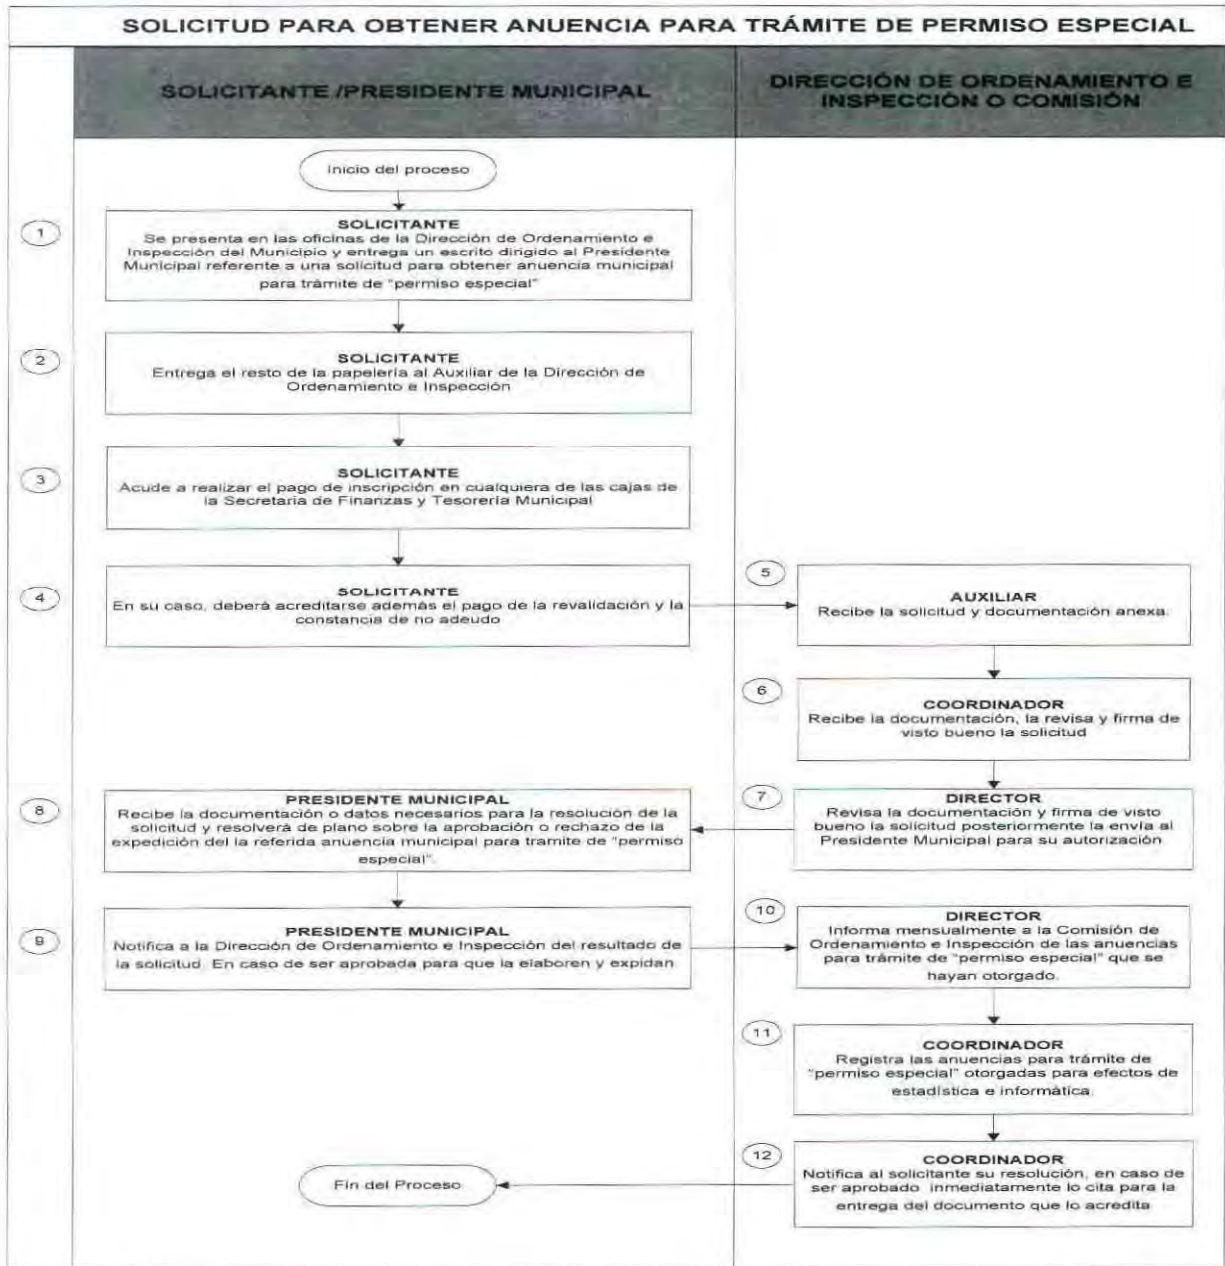 SOLICITUD PARA OBTENER ANUENCIA PARA TRÁMITE DE PERMISO ESPECIAL
SOLICITANTE /PRESIDENTE MUNICIPAL
DIRECCIÓN DE ORDENAMIENTO E
INSPECCIÓN O COMISIÓN
Inicio del proceso
1
SOLICITANTE
Se presenta en las oficinas de la Dirección de Ordenamiento e
Inspección del Municipio y entrega un escrito dirigido al Presidente
Municipal referente a una solicitud para obtener anuencia municipal
para trámite de "permiso especial"
2
SOLICITANTE
Entrega el resto de la papelería al Auxiliar de la Dirección de
Ordenamiento e Inspección
3
SOLICITANTE
Acude a realizar el pago de inscripción en cualquiera de las cajas de
la Secretaria de Finanzas y Tesorería Municipal
4
SOLICITANTE
En su caso, deberá acreditarse además el pago de la revalidación y la
constancia de no adeudo
5
AUXILIAR
Recibe la solicitud y documentación anexa.
6
COORDINADOR
Recibe la documentación, la revisa y firma de
visto bueno la solicitud
7
DIRECTOR
Revisa la documentación y firma de visto
bueno la solicitud posteriormente la envía al
Presidente Municipal para su autorización
8
PRESIDENTE MUNICIPAL
Recibe la documentación o datos necesarios para la resolución de la
solicitud y resolverá de plano sobre la aprobación o rechazo de la
expedición del la referida anuencia municipal para tramite de "permiso
especial".
9
PRESIDENTE MUNICIPAL
Notifica a la Dirección de Ordenamiento e Inspección del resultado de
la solicitud. En caso de ser aprobada para que la elaboren y expidan
10
DIRECTOR
Informa mensualmente a la Comisión de
Ordenamiento e Inspección de las anuencias
para trámite de "permiso especial" que se
hayan otorgado.
11
COORDINADOR
Registra las anuencias para trámite de
"permiso especial" otorgadas para efectos de
estadística e informática.
12
COORDINADOR
Notifica al solicitante su resolución, en caso de
ser aprobado inmediatamente lo cita para la
entrega del documento que lo acredita
Fin del Proceso